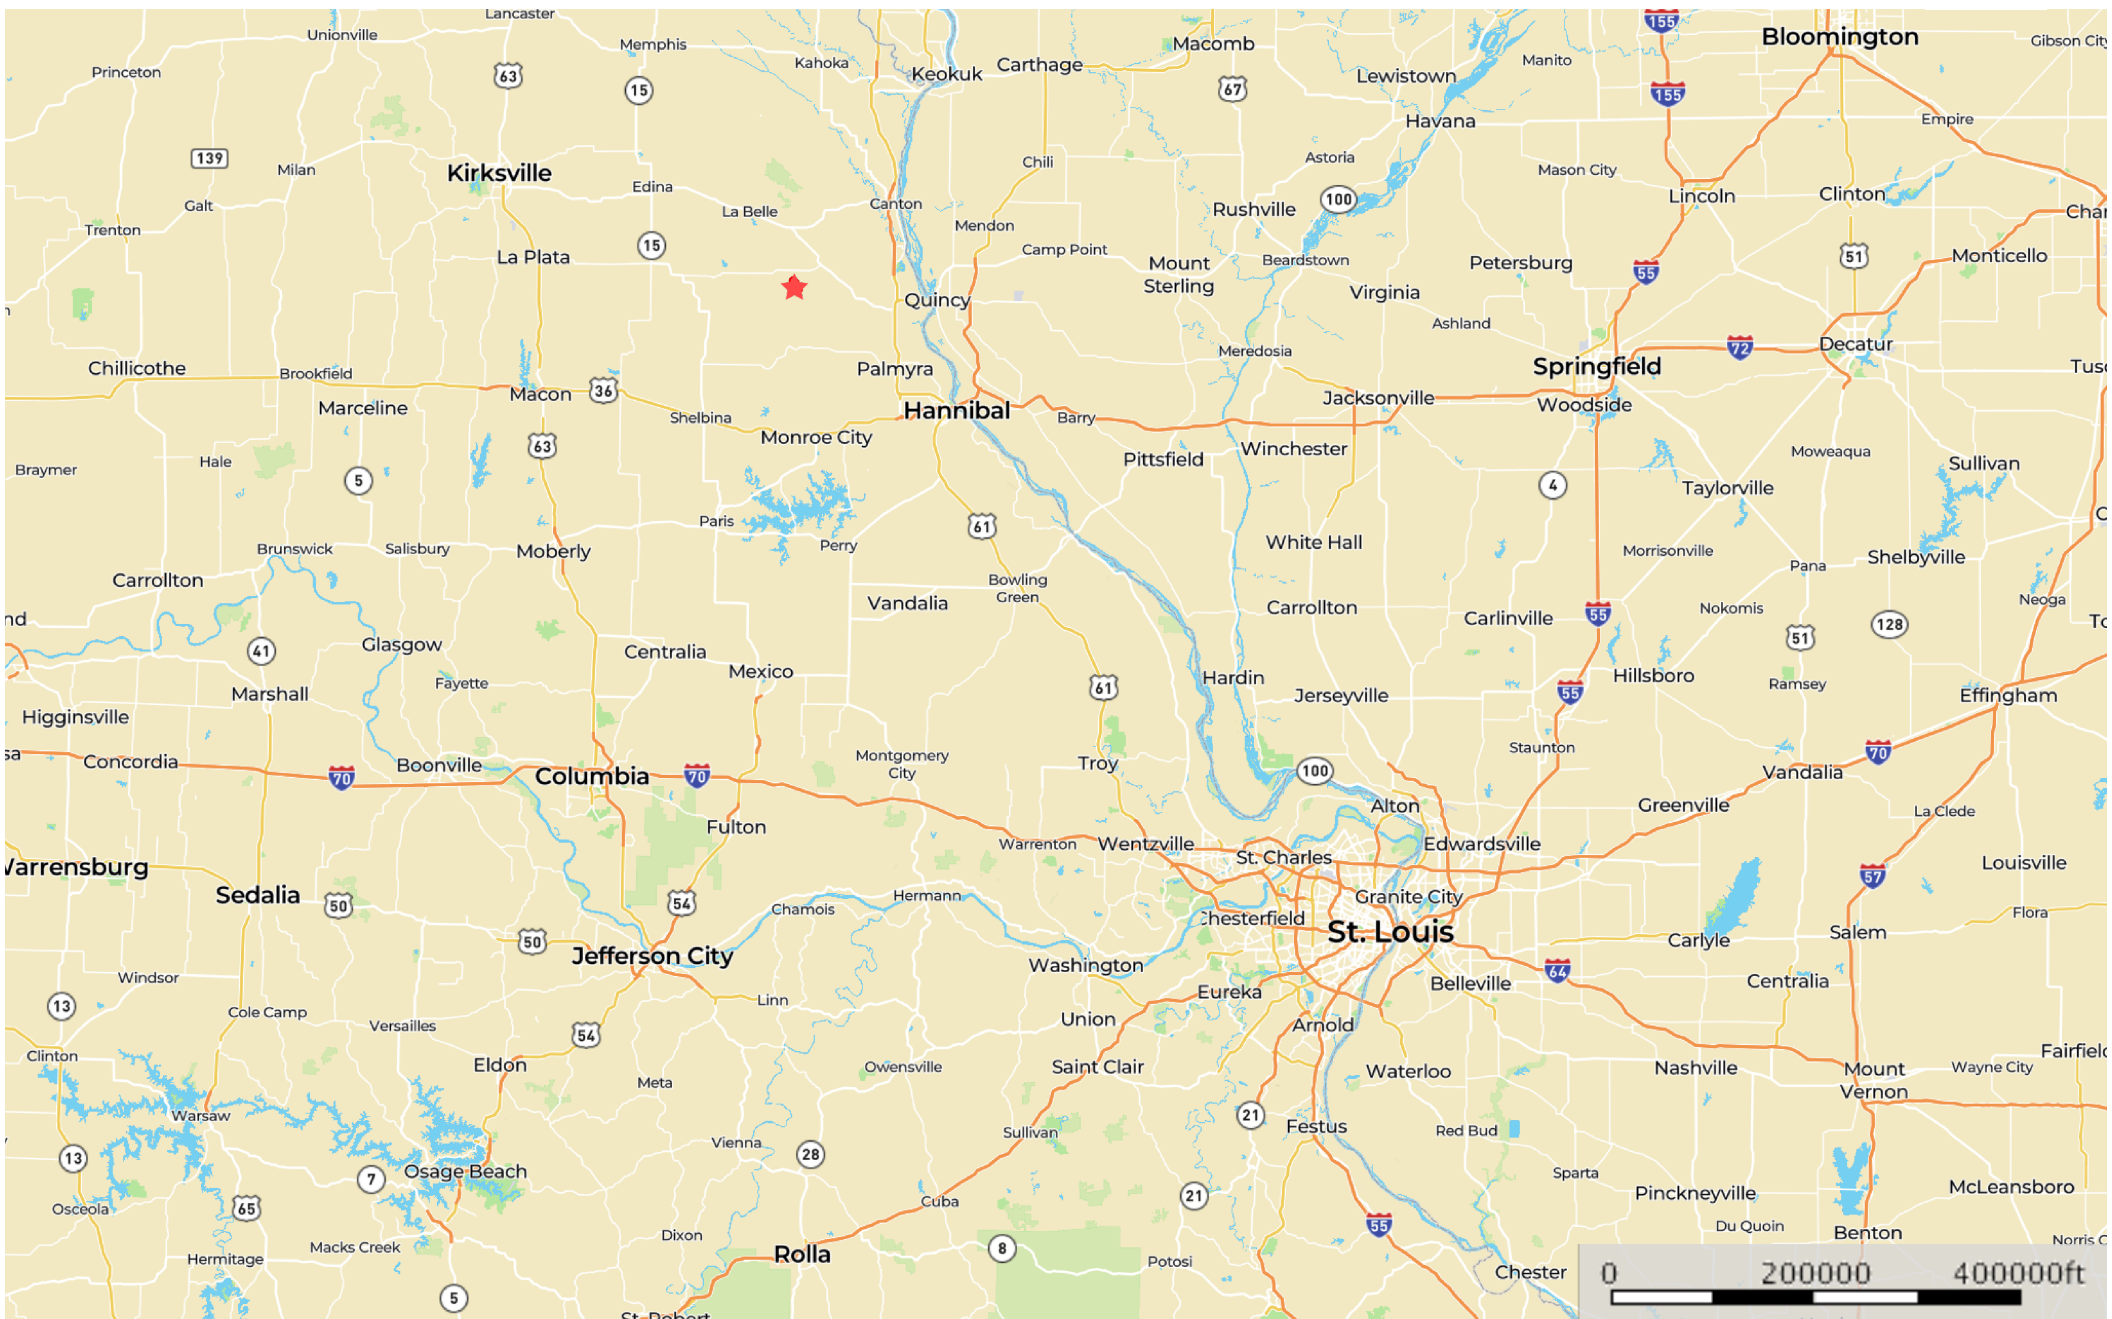 Lancaster
155
Unionville
Memphis
Macomb
Bloomington
Gibson City
Princeton
63
15
Kahoka
Keokuk
Carthage
67
Lewistown
Manito
155
Havana
Empire
139
Milan
Kirksville
Edina
Chili
Astoria
Mason City
Galt
La Belle
Canton
100
Lincoln
Clinton
Trenton
Mendon
Rushville
Char
15
Camp Point
La Plata
Mount
Sterling
Beardstown
Petersburg
55
51
Monticello
Quincy
Virginia
Ashland
Chillicothe
Brookfield
Palmyra
Meredosia
Springfield
72
Decatur
Tusc
Marceline
Macon
36
Shelbina
Hannibal
Barry
Jacksonville
Woodside
63
Monroe City
Braymer
Hale
5
Pittsfield
Winchester
4
Moweaqua
Sullivan
Taylorville
Paris
61
Brunswick
Salisbury
Moberly
Perry
White Hall
Morrisonville
Pana
Shelbyville
Carrollton
Bowling
Green
Vandalia
Carrollton
Carlinville
55
Nokomis
Neoga
nd
41
Glasgow
Centralia
51
128
To
Marshall
Fayette
Mexico
61
Hardin
Jerseyville
55
Hillsboro
Ramsey
Effingham
Higginsville
sa
Concordia
70
Boonville
Columbia
70
Montgomery
City
Troy
100
Staunton
Vandalia
70
Alton
Greenville
La Clede
Fulton
Warrenton
Wentzville
St. Charles
Edwardsville
Warrensburg
Louisville
57
Sedalia
50
54
Chamois
Hermann
Granite City
Chesterfield
St. Louis
Flora
50
Jefferson City
Carlyle
Salem
Washington
64
Windsor
13
Linn
Eureka
Belleville
Centralia
Cole Camp
Versailles
54
Union
Arnold
Clinton
Eldon
Meta
Owensville
Saint Clair
Waterloo
Nashville
Mount
Vernon
Wayne City
Fairfield
Warsaw
21
Festus
Red Bud
Vienna
Sullivan
13
7
Osage Beach
28
Sparta
Osceola
65
Cuba
21
Pinckneyville
McLeansboro
Macks Creek
Dixon
55
Du Quoin
Benton
Hermitage
Rolla
8
Potosi
Norris C
5
St. Robert
Chester
0 200000 400000ft